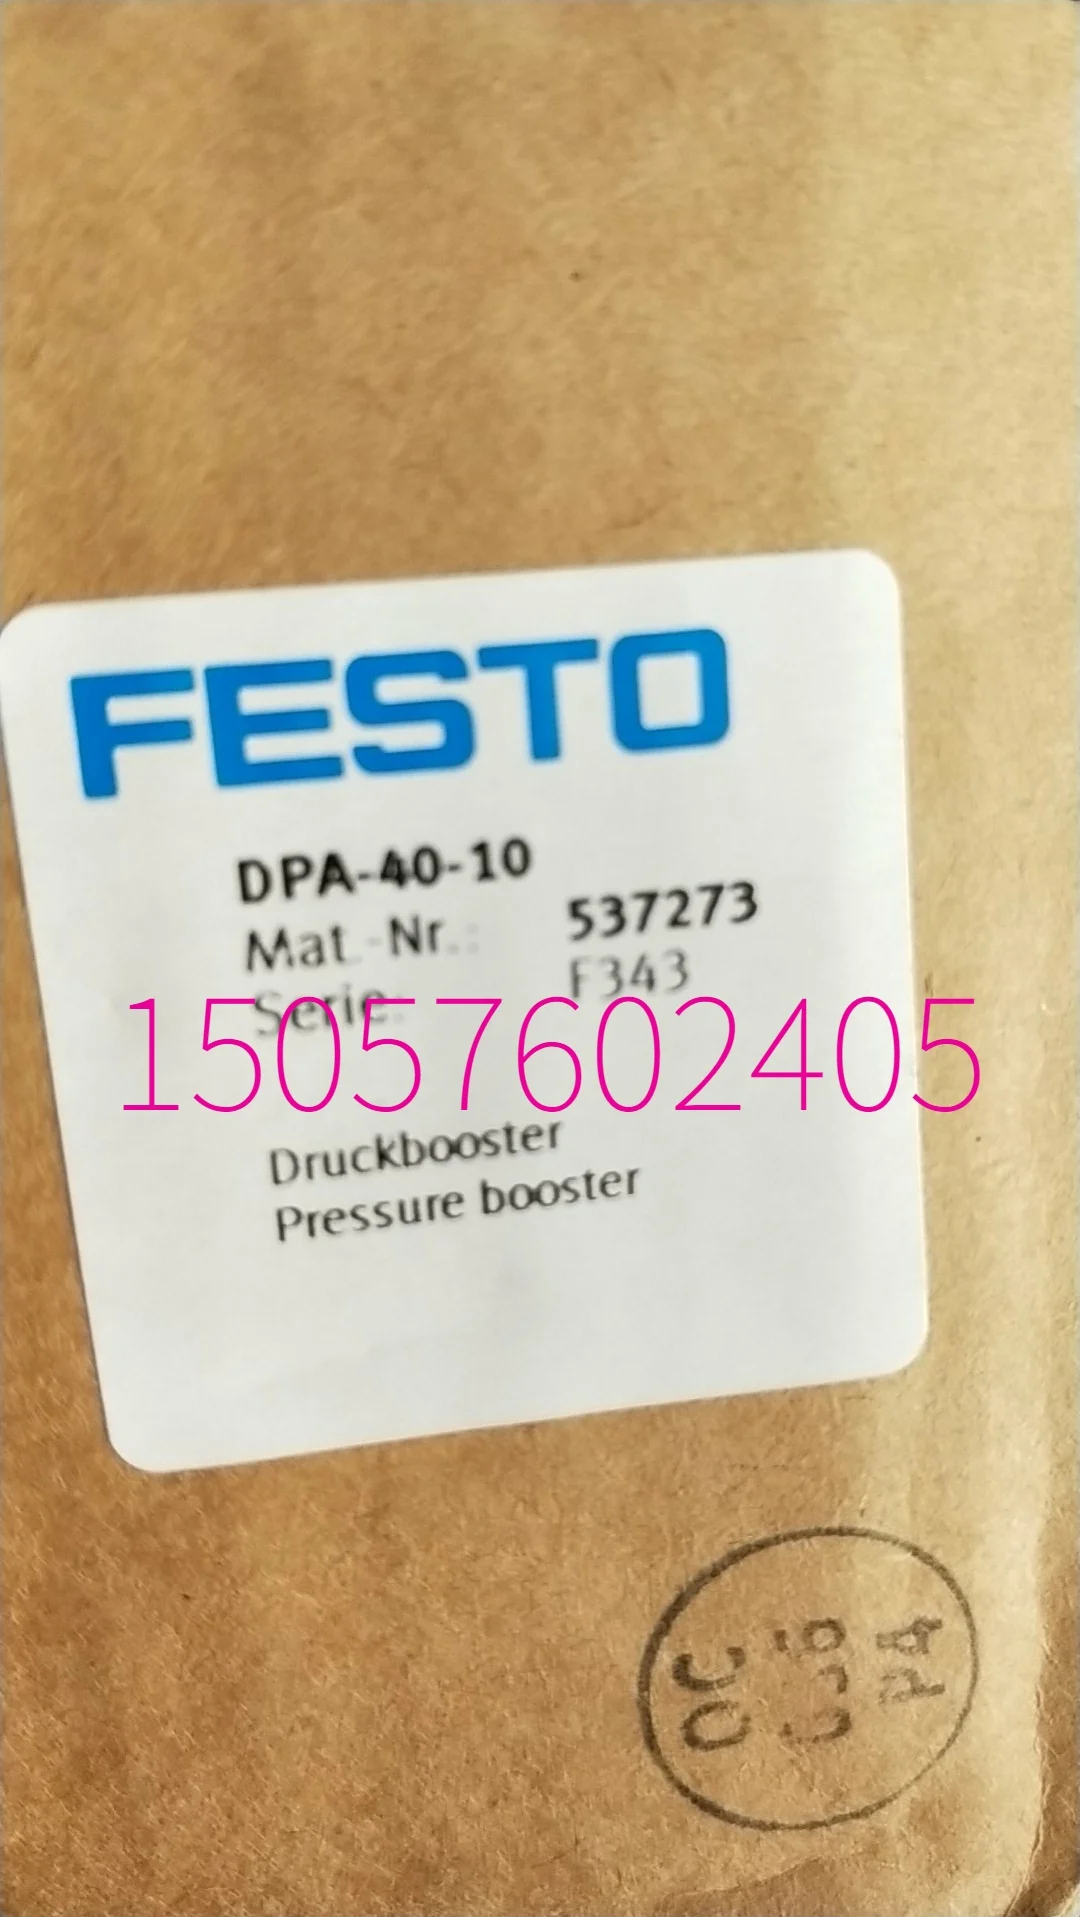 FESTO
DPA-40-10
Mat.-Nr.: 537273
Serie: F343
15057602405
Druckbooster
Pressure booster
QC
PA